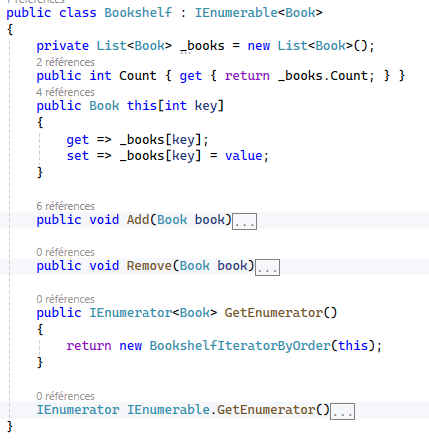 7 références
public class Bookshelf : IEnumerable<Book>
{
private List<Book> _books = new List<Book>();
2 références
public int Count { get { return _books.Count; } }
4 références
public Book this[int key]
{
get => _books[key];
set => _books[key] = value;
}
6 références
public void Add(Book book)...
0 références
public void Remove(Book book)...
0 références
public IEnumerator<Book> GetEnumerator()
{
return new BookshelfIteratorByOrder(this);
}
0 références
IEnumerator IEnumerable.GetEnumerator()...
}